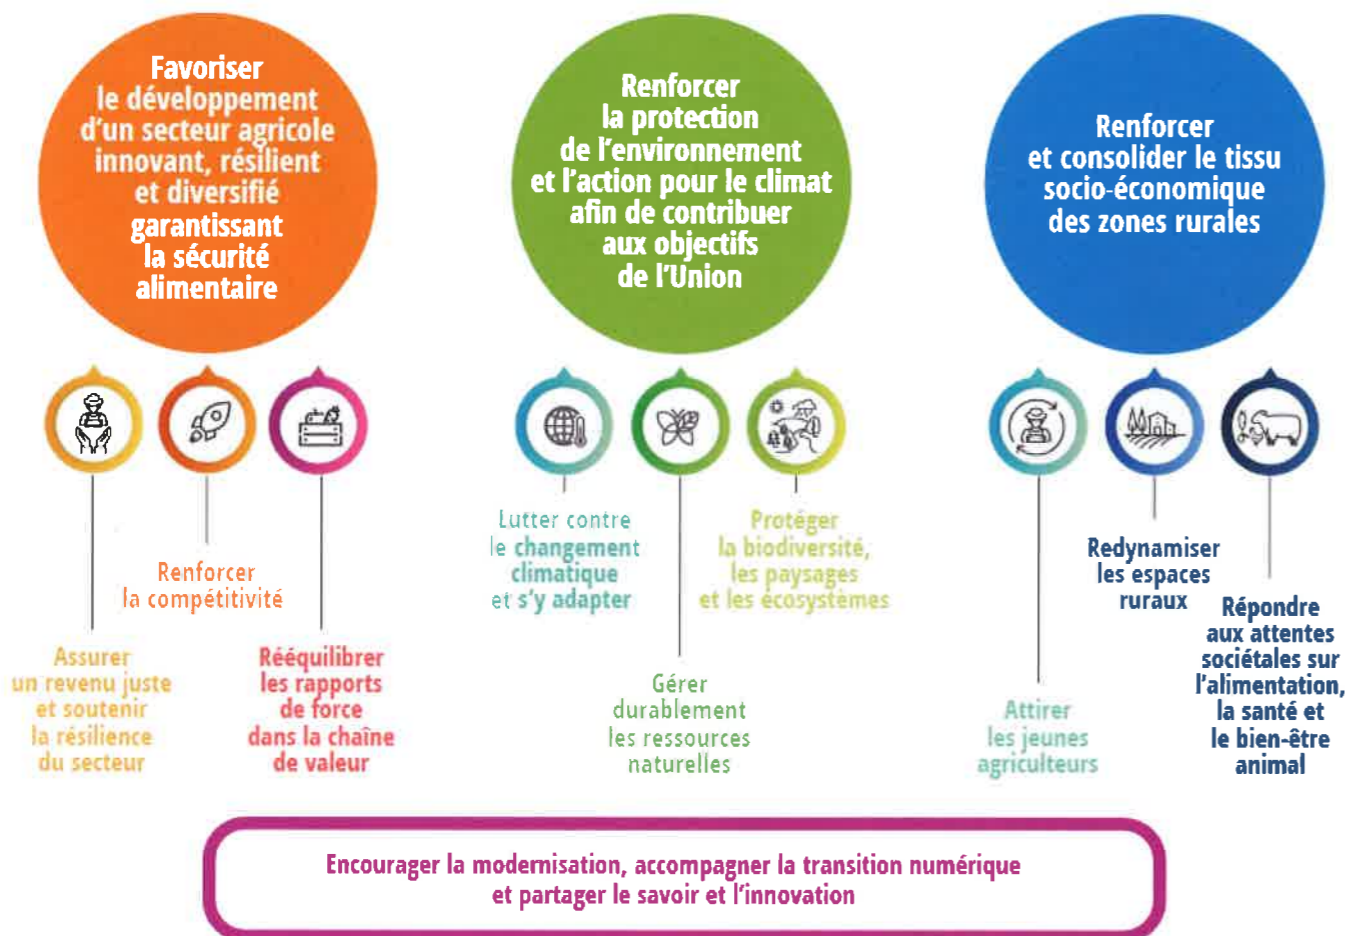 Favoriser
le développement
d'un secteur agricole
innovant, résilient
et diversifié
garantissant
la sécurité
alimentaire
Renforcer
la protection
de l'environnement
et l'action pour le climat
afin de contribuer
aux objectifs
de l'Union
Renforcer
et consolider le tissu
socio-économique
des zones rurales
Assurer
un revenu juste
et soutenir
la résilience
du secteur
Renforcer
la compétitivité
Rééquilibrer
les rapports
de force
dans la chaîne
de valeur
Lutter contre
le changement
climatique
et s'y adapter
Gérer
durablement
les ressources
naturelles
Protéger
la biodiversité,
les paysages
et les écosystèmes
Attirer
les jeunes
agriculteurs
Redynamiser
les espaces
ruraux
Répondre
aux attentes
sociétales sur
l'alimentation,
la santé et
le bien-être
animal
Encourager la modernisation, accompagner la transition numérique
et partager le savoir et l'innovation